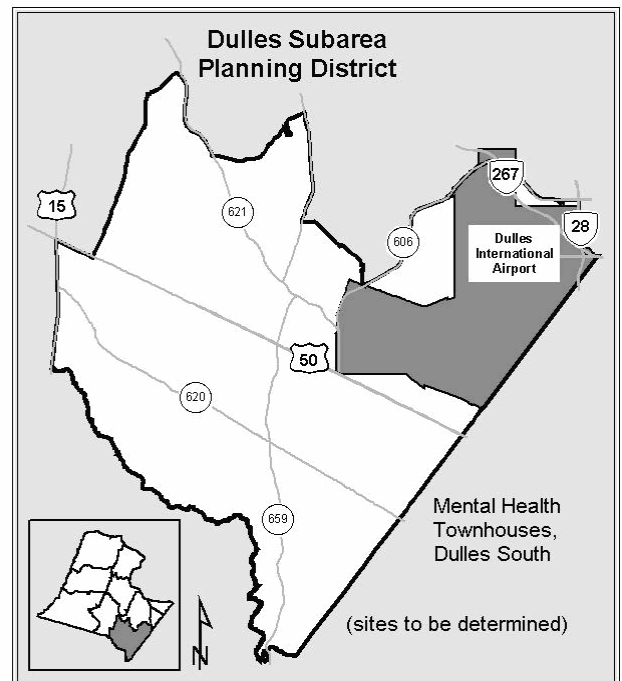 Dulles Subarea
Planning District
267
15
621
28
606
Dulles
International
Airport
50
620
Mental Health
Townhouses,
Dulles South
659
(sites to be determined)
N